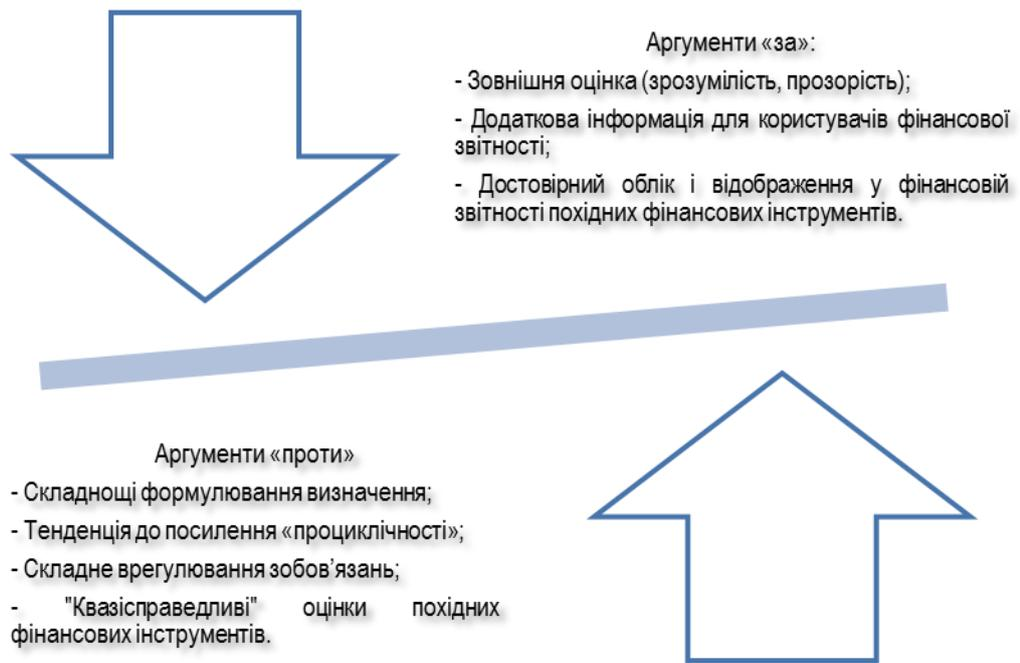 Аргументи «за»:
- Зовнішня оцінка (зрозумілість, прозорість);
- Додаткова інформація для користувачів фінансової
звітності;
- Достовірний облік і відображення у фінансовій
звітності похідних фінансових інструментів.
Аргументи «проти»
- Складнощі формулювання визначення;
- Тенденція до посилення «проциклічності»;
- Складне врегулювання зобов’язань;
- "Квазісправедливі" оцінки похідних
фінансових інструментів.